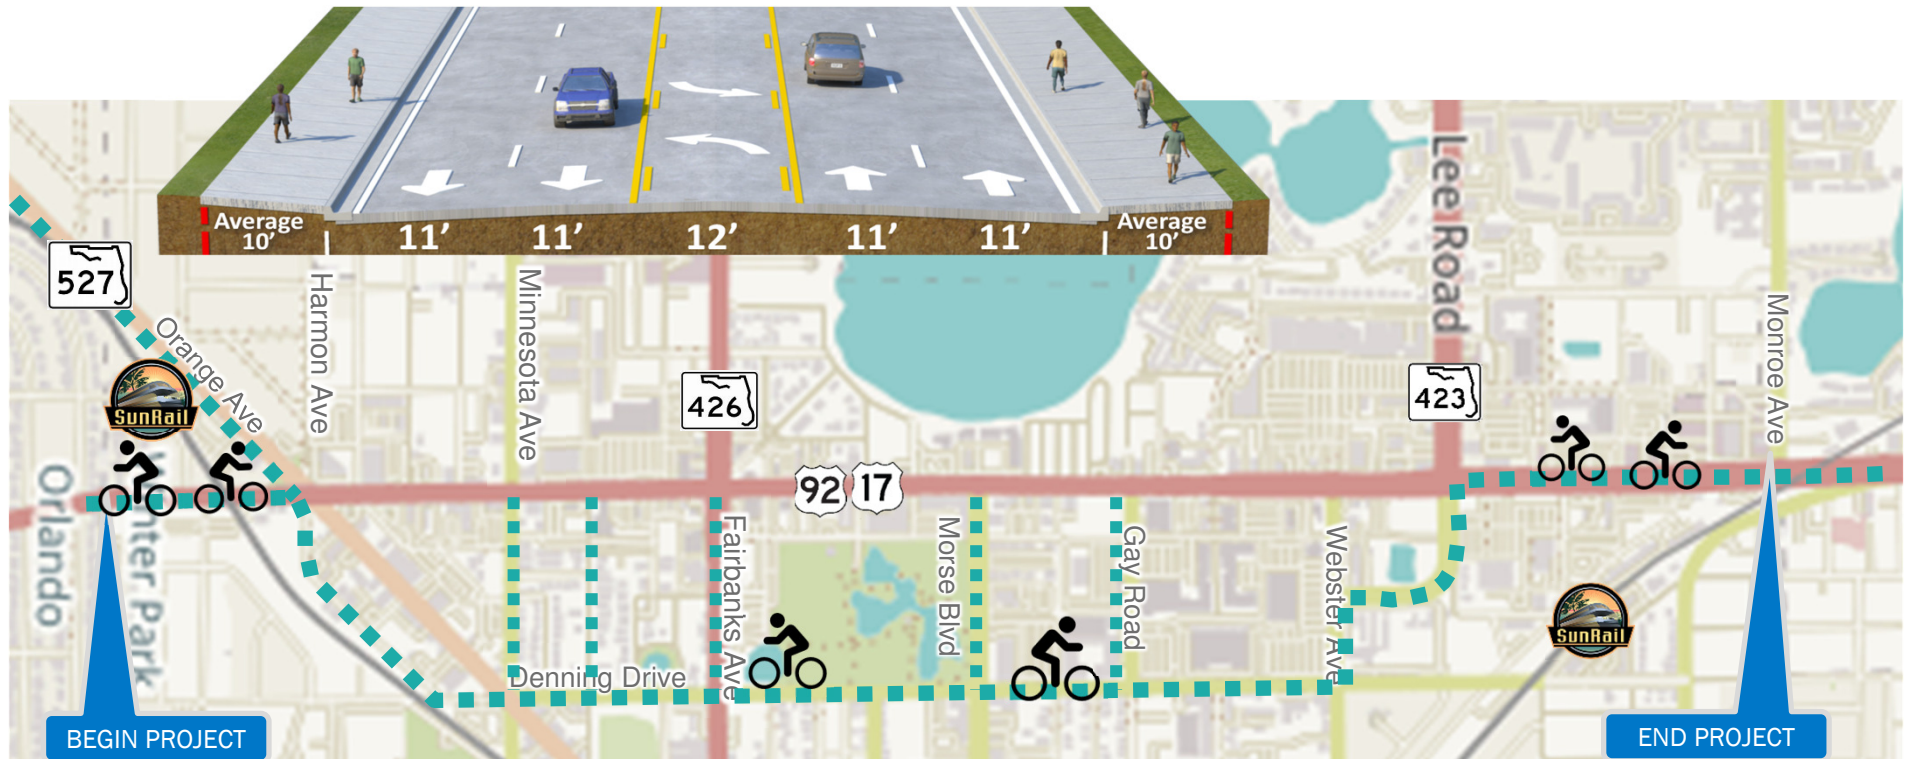 Average
10'
11'
11'
12'
11'
11'
Average
10'
527
Orange Ave
Harmon Ave
Minnesota Ave
426
Lee Road
423
Monroe Ave
SunRail
92
17
Orlando
Winter Park
Fairbanks Ave
Morse Blvd
Gay Road
Webster Ave
Denning Drive
SunRail
BEGIN PROJECT
END PROJECT